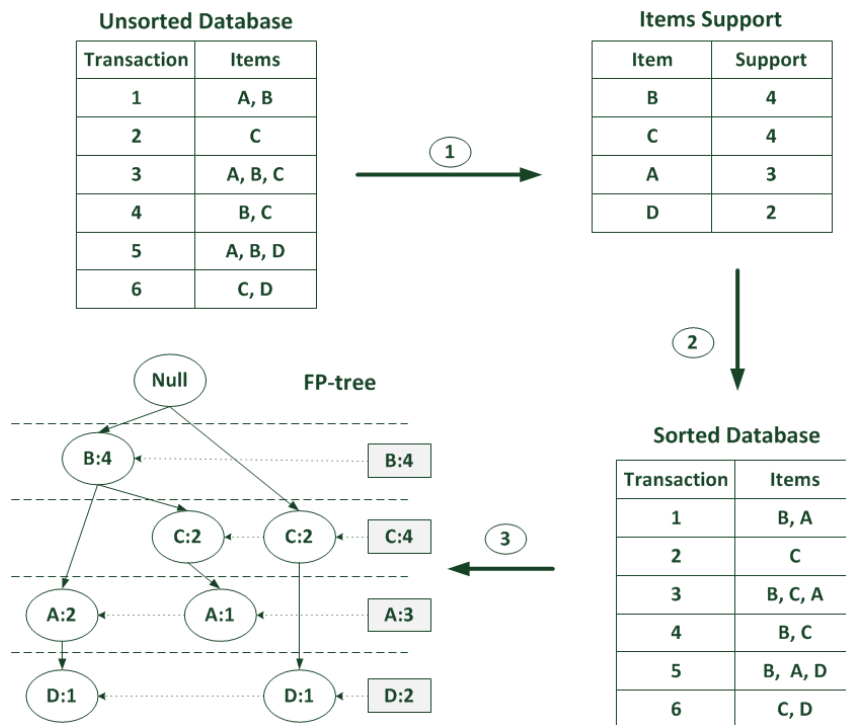 Unsorted Database
Transaction Items
1 A, B
2 C
3 A, B, C
4 B, C
5 A, B, D
6 C, D
1
Items Support
Item Support
B 4
C 4
A 3
D 2
2
Sorted Database
Transaction Items
1 B, A
2 C
3 B, C, A
4 B, C
5 B, A, D
6 C, D
3
Null FP-tree
B:4 B:4
C:2 C:2 C:4
A:2 A:1 A:3
D:1 D:1 D:2